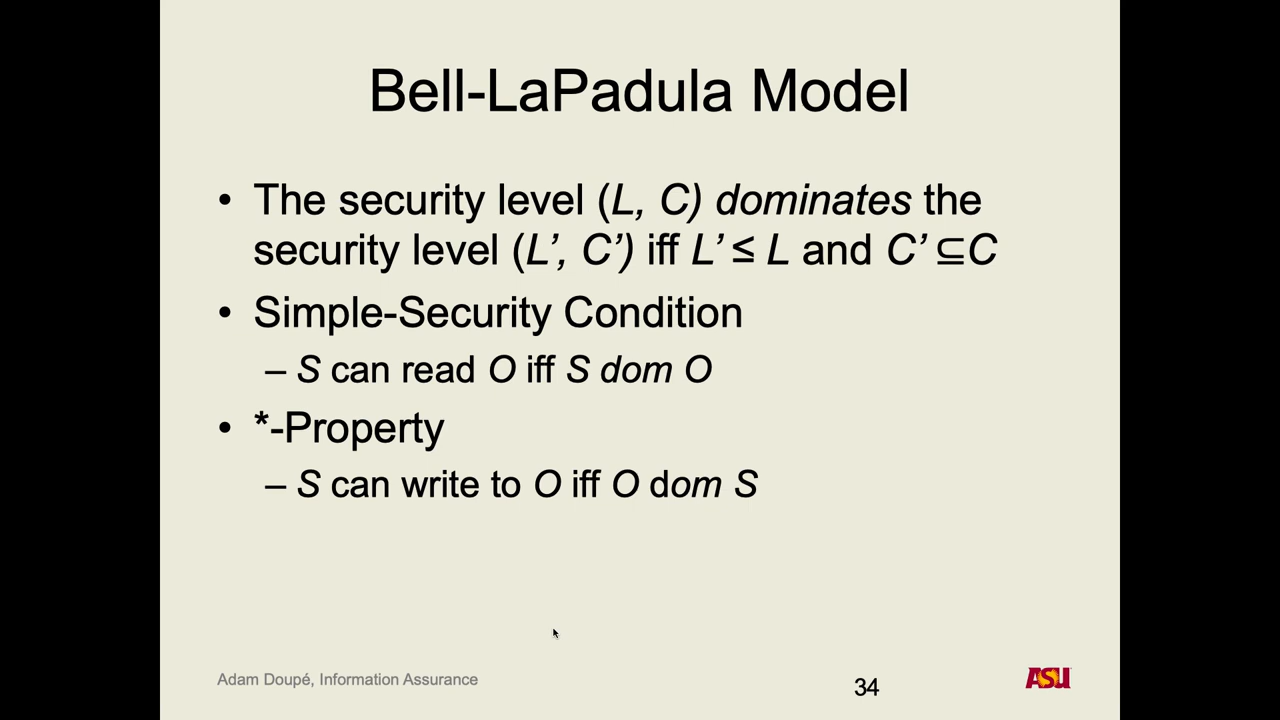 Bell-LaPadula Model
• The security level (L, C) dominates the
security level (L’, C’) iff L’ ≤ L and C’ ⊆C
• Simple-Security Condition
– S can read O iff S dom O
• *-Property
– S can write to O iff O dom S
Adam Doupé, Information Assurance
34
ASU